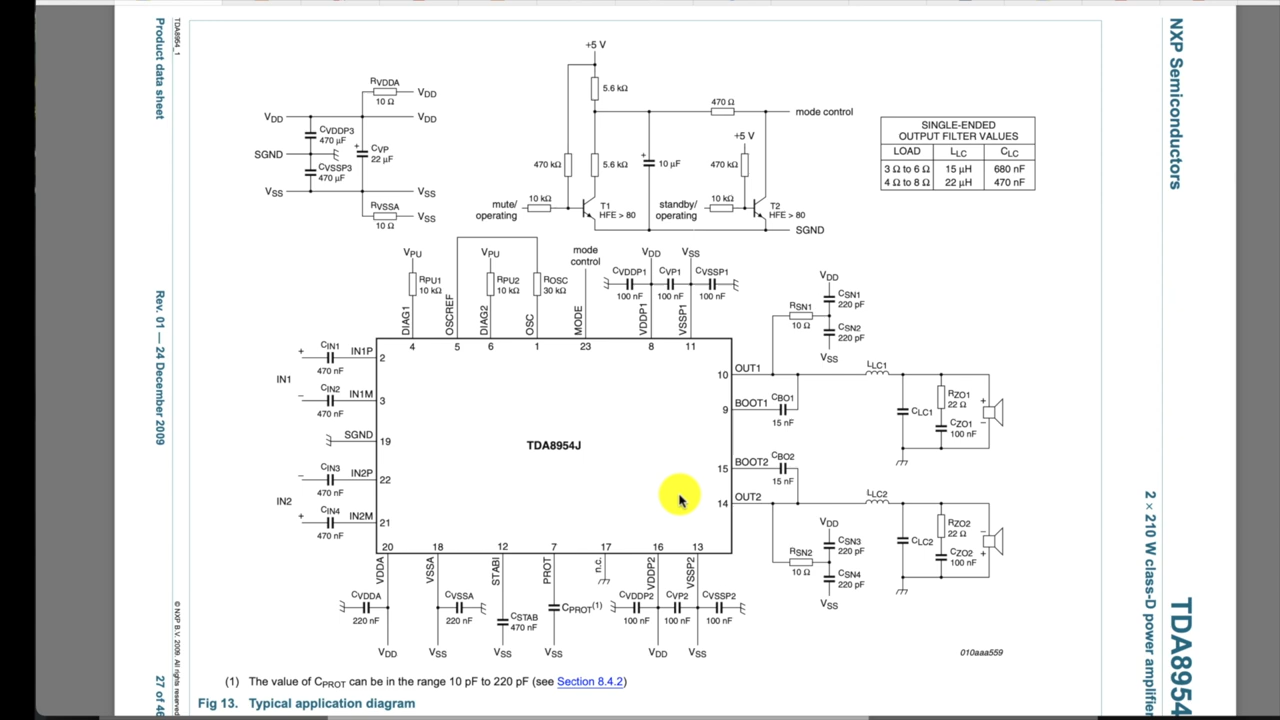 TDA8954_1
Product data sheet
Rev. 01 — 24 December 2009
© NXP B.V. 2009. All rights reserved.
27 of 46
NXP Semiconductors
TDA8954
2 × 210 W class-D power amplifier
+5 V
5.6 kΩ
470 Ω
mode control
+5 V
470 kΩ
5.6 kΩ
10 μF
470 kΩ
mute/
operating
10 kΩ
T1
HFE > 80
standby/
operating
10 kΩ
T2
HFE > 80
SGND
RVDDA
10 Ω
VDD
VDD
VDD
CVDDP3
470 μF
CVP
22 μF
SGND
CVSSP3
470 μF
VSS
VSS
RVSSA
10 Ω
VSS
SINGLE-ENDED
OUTPUT FILTER VALUES
LOAD LLC CLC
3 Ω to 6 Ω 15 μH 680 nF
4 Ω to 8 Ω 22 μH 470 nF
VPU
RPU1
10 kΩ
VPU
RPU2
10 kΩ
ROSC
30 kΩ
mode
control
VDD
VSS
CVDDP1
100 nF
CVP1
100 nF
CVSSP1
100 nF
DIAG1
OSCREF
DIAG2
OSC
MODE
VDDP1
VSSP1
4 5 6 1 23 8 11
VDD
CSN1
220 pF
RSN1
10 Ω
CSN2
220 pF
VSS
IN1
+
CIN1
470 nF
IN1P
2
−
CIN2
470 nF
IN1M
3
SGND
19
IN2
−
CIN3
470 nF
IN2P
22
+
CIN4
470 nF
IN2M
21
TDA8954J
10
OUT1
9
BOOT1
CBO1
15 nF
LLC1
CLC1
RZO1
22 Ω
CZO1
100 nF
+
−
15
BOOT2
CBO2
15 nF
14
OUT2
LLC2
CLC2
RZO2
22 Ω
CZO2
100 nF
−
+
VDD
CSN3
220 pF
RSN2
10 Ω
CSN4
220 pF
VSS
20 18 12 7 17 16 13
VDDA
VSSA
STABI
PROT
n.c.
VDDP2
VSSP2
CVDDA
220 nF
CVSSA
220 nF
CSTAB
470 nF
CPROT(1)
CVDDP2
100 nF
CVP2
100 nF
CVSSP2
100 nF
VDD
VSS
VSS
VSS
VDD
VSS
010aaa559
(1) The value of CPROT can be in the range 10 pF to 220 pF (see Section 8.4.2)
Fig 13. Typical application diagram